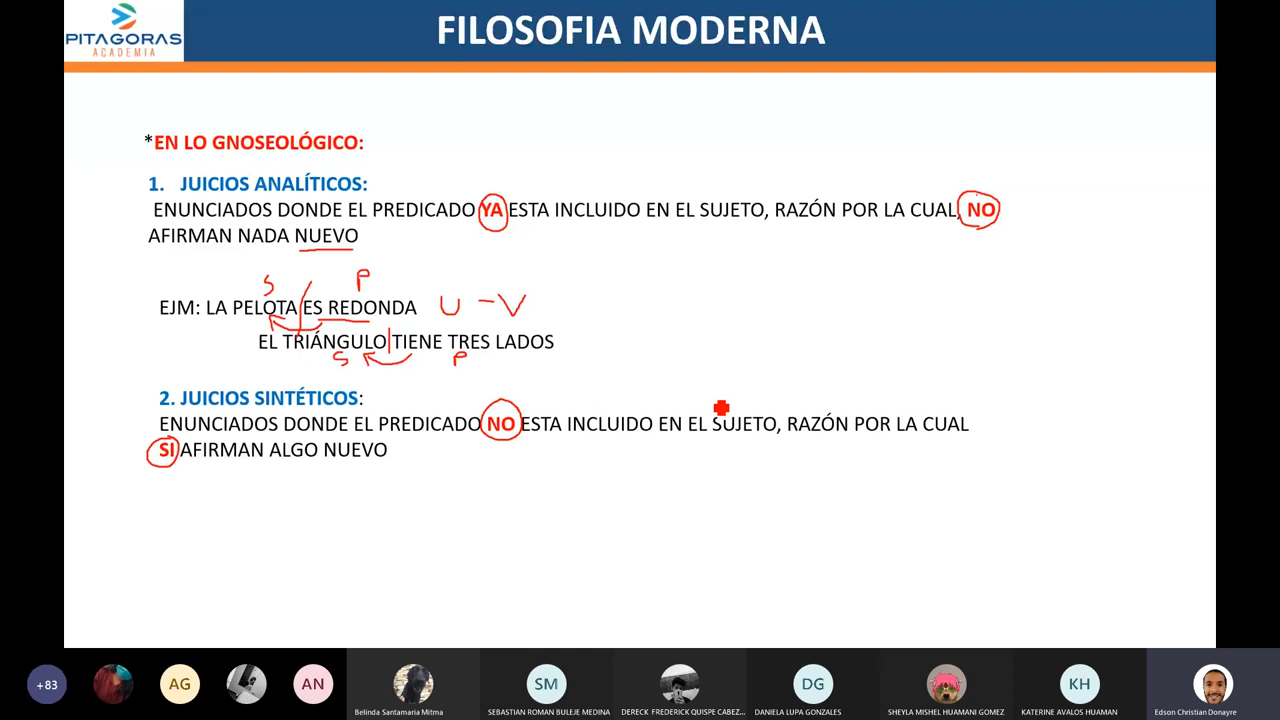 PITAGORAS
ACADEMIA
FILOSOFIA MODERNA
*EN LO GNOSEOLÓGICO:
1. JUICIOS ANALÍTICOS:
ENUNCIADOS DONDE EL PREDICADO YA ESTA INCLUIDO EN EL SUJETO, RAZÓN POR LA CUAL, NO
AFIRMAN NADA NUEVO
S P
EJM: LA PELOTA ES REDONDA U - V
EL TRIÁNGULO TIENE TRES LADOS
S P
2. JUICIOS SINTÉTICOS:
ENUNCIADOS DONDE EL PREDICADO NO ESTA INCLUIDO EN EL SUJETO, RAZÓN POR LA CUAL
SI AFIRMAN ALGO NUEVO
+83 AG AN SM DG KH
Belinda Santamaria Mitma SEBASTIAN ROMAN BULEJE MEDINA DERECK FREDERICK QUISPE CABEZ... DANIELA LUPA GONZALES SHEYLA MISHEL HUAMANI GOMEZ KATERINE AVALOS HUAMAN Edson Christian Donayre